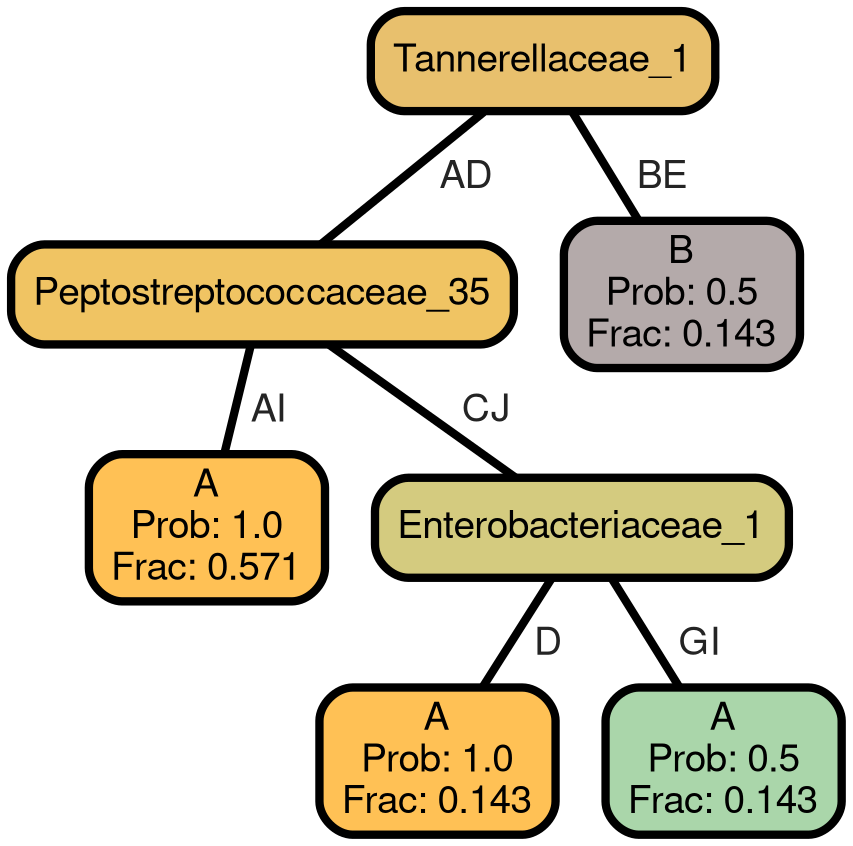 Tannerellaceae_1
AD
BE
Peptostreptococcaceae_35
B
Prob: 0.5
Frac: 0.143
AI
CJ
A
Prob: 1.0
Frac: 0.571
Enterobacteriaceae_1
D
GI
A
Prob: 1.0
Frac: 0.143
A
Prob: 0.5
Frac: 0.143